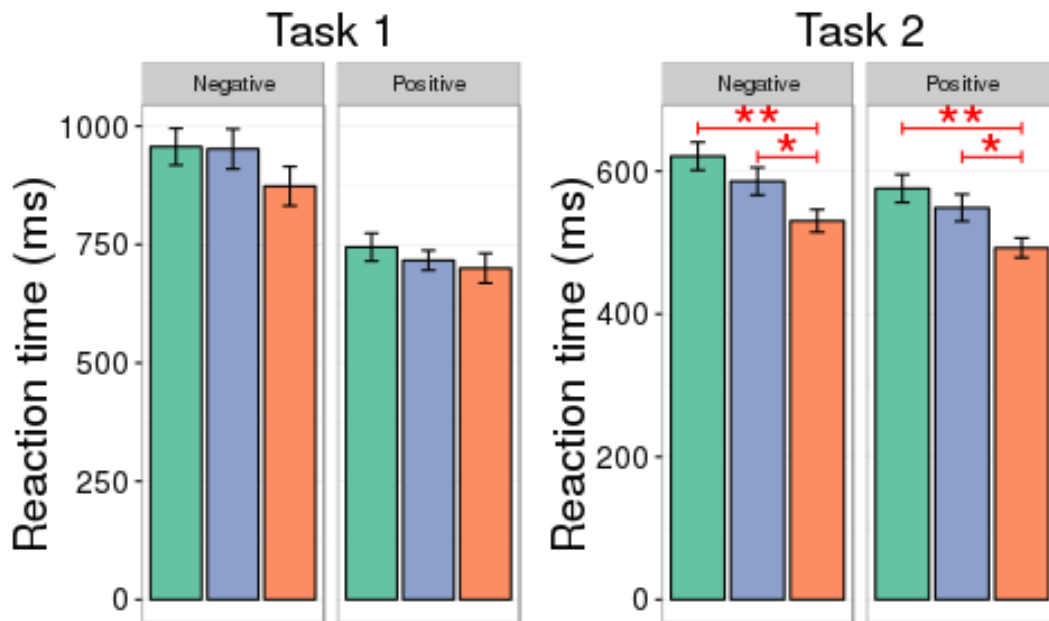 Task 1
Negative
Positive
Reaction time (ms)
1000
750
500
250
0
Task 2
Negative
Positive
Reaction time (ms)
600
400
200
0
**
*
**
*